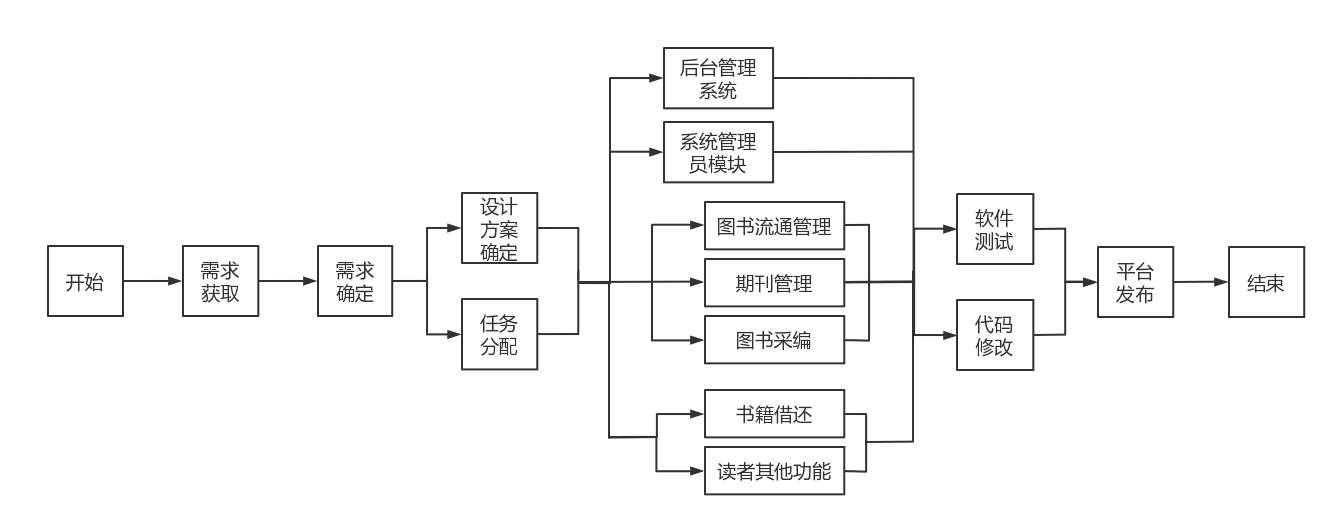 开始
需求
获取
需求
确定
设计
方案
确定
任务
分配
后台管理
系统
系统管理
员模块
图书流通管理
期刊管理
图书采编
书籍借还
读者其他功能
软件
测试
代码
修改
平台
发布
结束